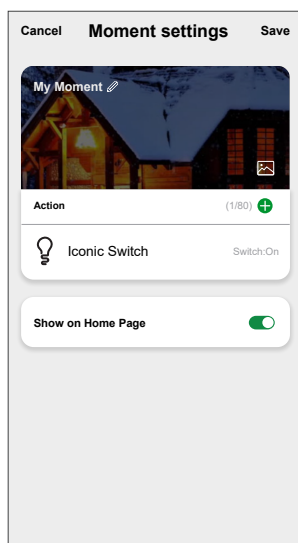 Cancel Moment settings Save
My Moment
Action (1/80)
Iconic Switch Switch:On
Show on Home Page